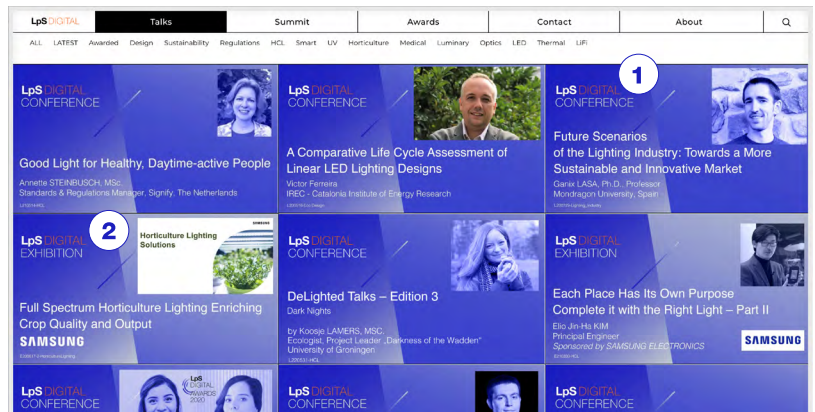 LpS DIGITAL
Talks
Summit
Awards
Contact
About
ALL LATEST Awarded Design Sustainability Regulations HCL Smart UV Horticulture Medical Luminary Optics LED Thermal LiFi
LpS DIGITAL
CONFERENCE
Good Light for Healthy, Daytime-active People
Annette STEINBUSCH, MSc.
Standards & Regulations Manager, Signify, The Netherlands
LpS DIGITAL
CONFERENCE
A Comparative Life Cycle Assessment of
Linear LED Lighting Designs
Victor Ferreira
IREC - Catalonia Institute of Energy Research
1
LpS DIGITAL
CONFERENCE
Future Scenarios
of the Lighting Industry: Towards a More
Sustainable and Innovative Market
Ganix LASA, Ph.D., Professor
Mondragon University, Spain
2
LpS DIGITAL
EXHIBITION
SAMSUNG
Horticulture Lighting
Solutions
Full Spectrum Horticulture Lighting Enriching
Crop Quality and Output
SAMSUNG
LpS DIGITAL
CONFERENCE
DeLighted Talks – Edition 3
Dark Nights
by Koosje LAMERS, MSC.
Ecologist, Project Leader „Darkness of the Wadden"
University of Groningen
LpS DIGITAL
EXHIBITION
Each Place Has Its Own Purpose
Complete it with the Right Light – Part II
Elio Jin-Ha KIM
Principal Engineer
Sponsored by SAMSUNG ELECTRONICS
SAMSUNG
LpS DIGITAL
CONFERENCE
LpS
DIGITAL
AWARDS
2020
LpS DIGITAL
CONFERENCE
LpS DIGITAL
CONFERENCE